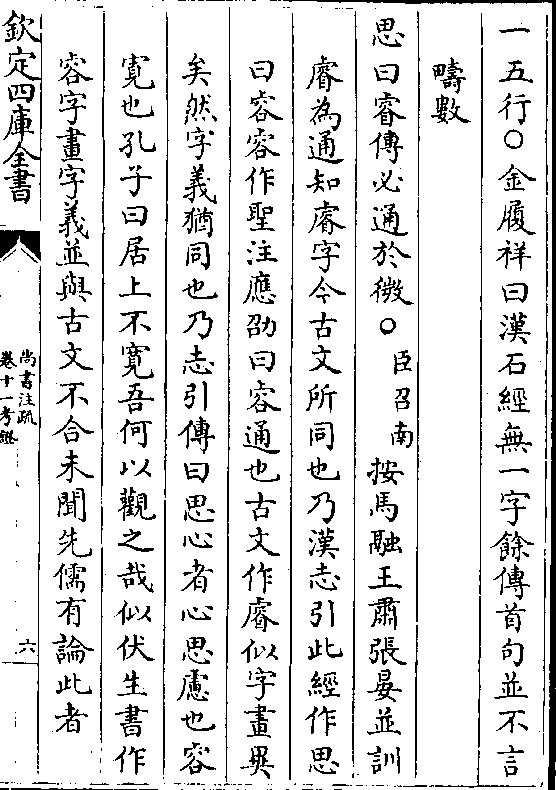 一五行○金履祥曰漢石經無一字餘傳首句並不言
疇數
思曰睿傳必通於微○臣召南按馬融王肅張晏並訓
睿為通知睿字今古文所同也乃漢志引此經作思
曰容容作聖注應劭曰容通也古文作睿似字畫異
矣然字義猶同也乃志引傳曰思心者心思慮也容
寬也孔子曰居上不寬吾何以觀之哉似伏生書作
容字畫字義並與古文不合未聞先儒有論此者
欽定四庫全書
尚書注疏
卷十一考證
六